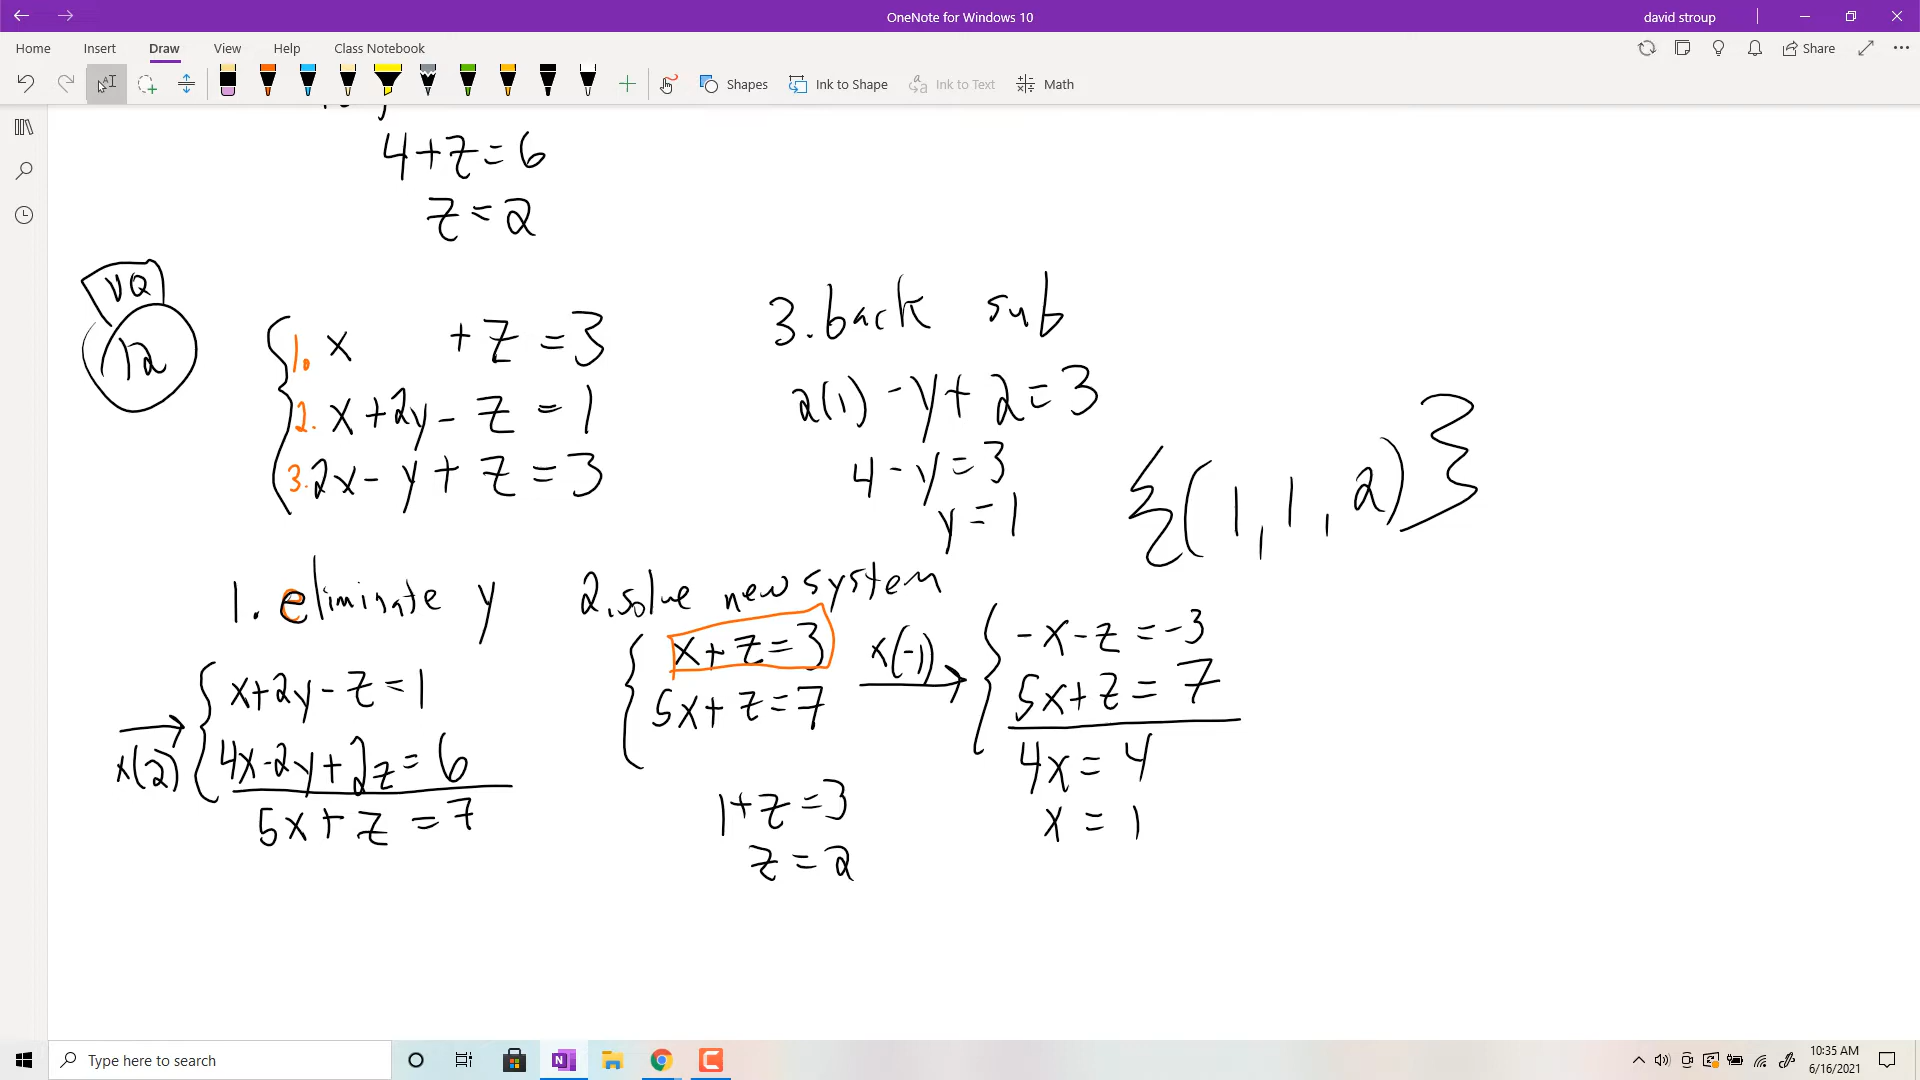 OneNote for Windows 10
david stroup
Home Insert Draw View Help Class Notebook
Share
Shapes Ink to Shape Ink to Text Math
4+z=6
z=2
VQ
12
1. x +z=3
2. x+2y-z=1
3. 2x-y+z=3
3. back sub
2(1)-y+2=3
4-y=3
y=1
{(1,1,2)}
1. eliminate y
x+2y-z=1
x(2) 4x-2y+2z=6
5x+z=7
2. solve new system
x+z=3 x(-1)
5x+z=7
-x-z=-3
5x+z=7
4x=4
x=1
1+z=3
z=2
Type here to search
10:35 AM
6/16/2021